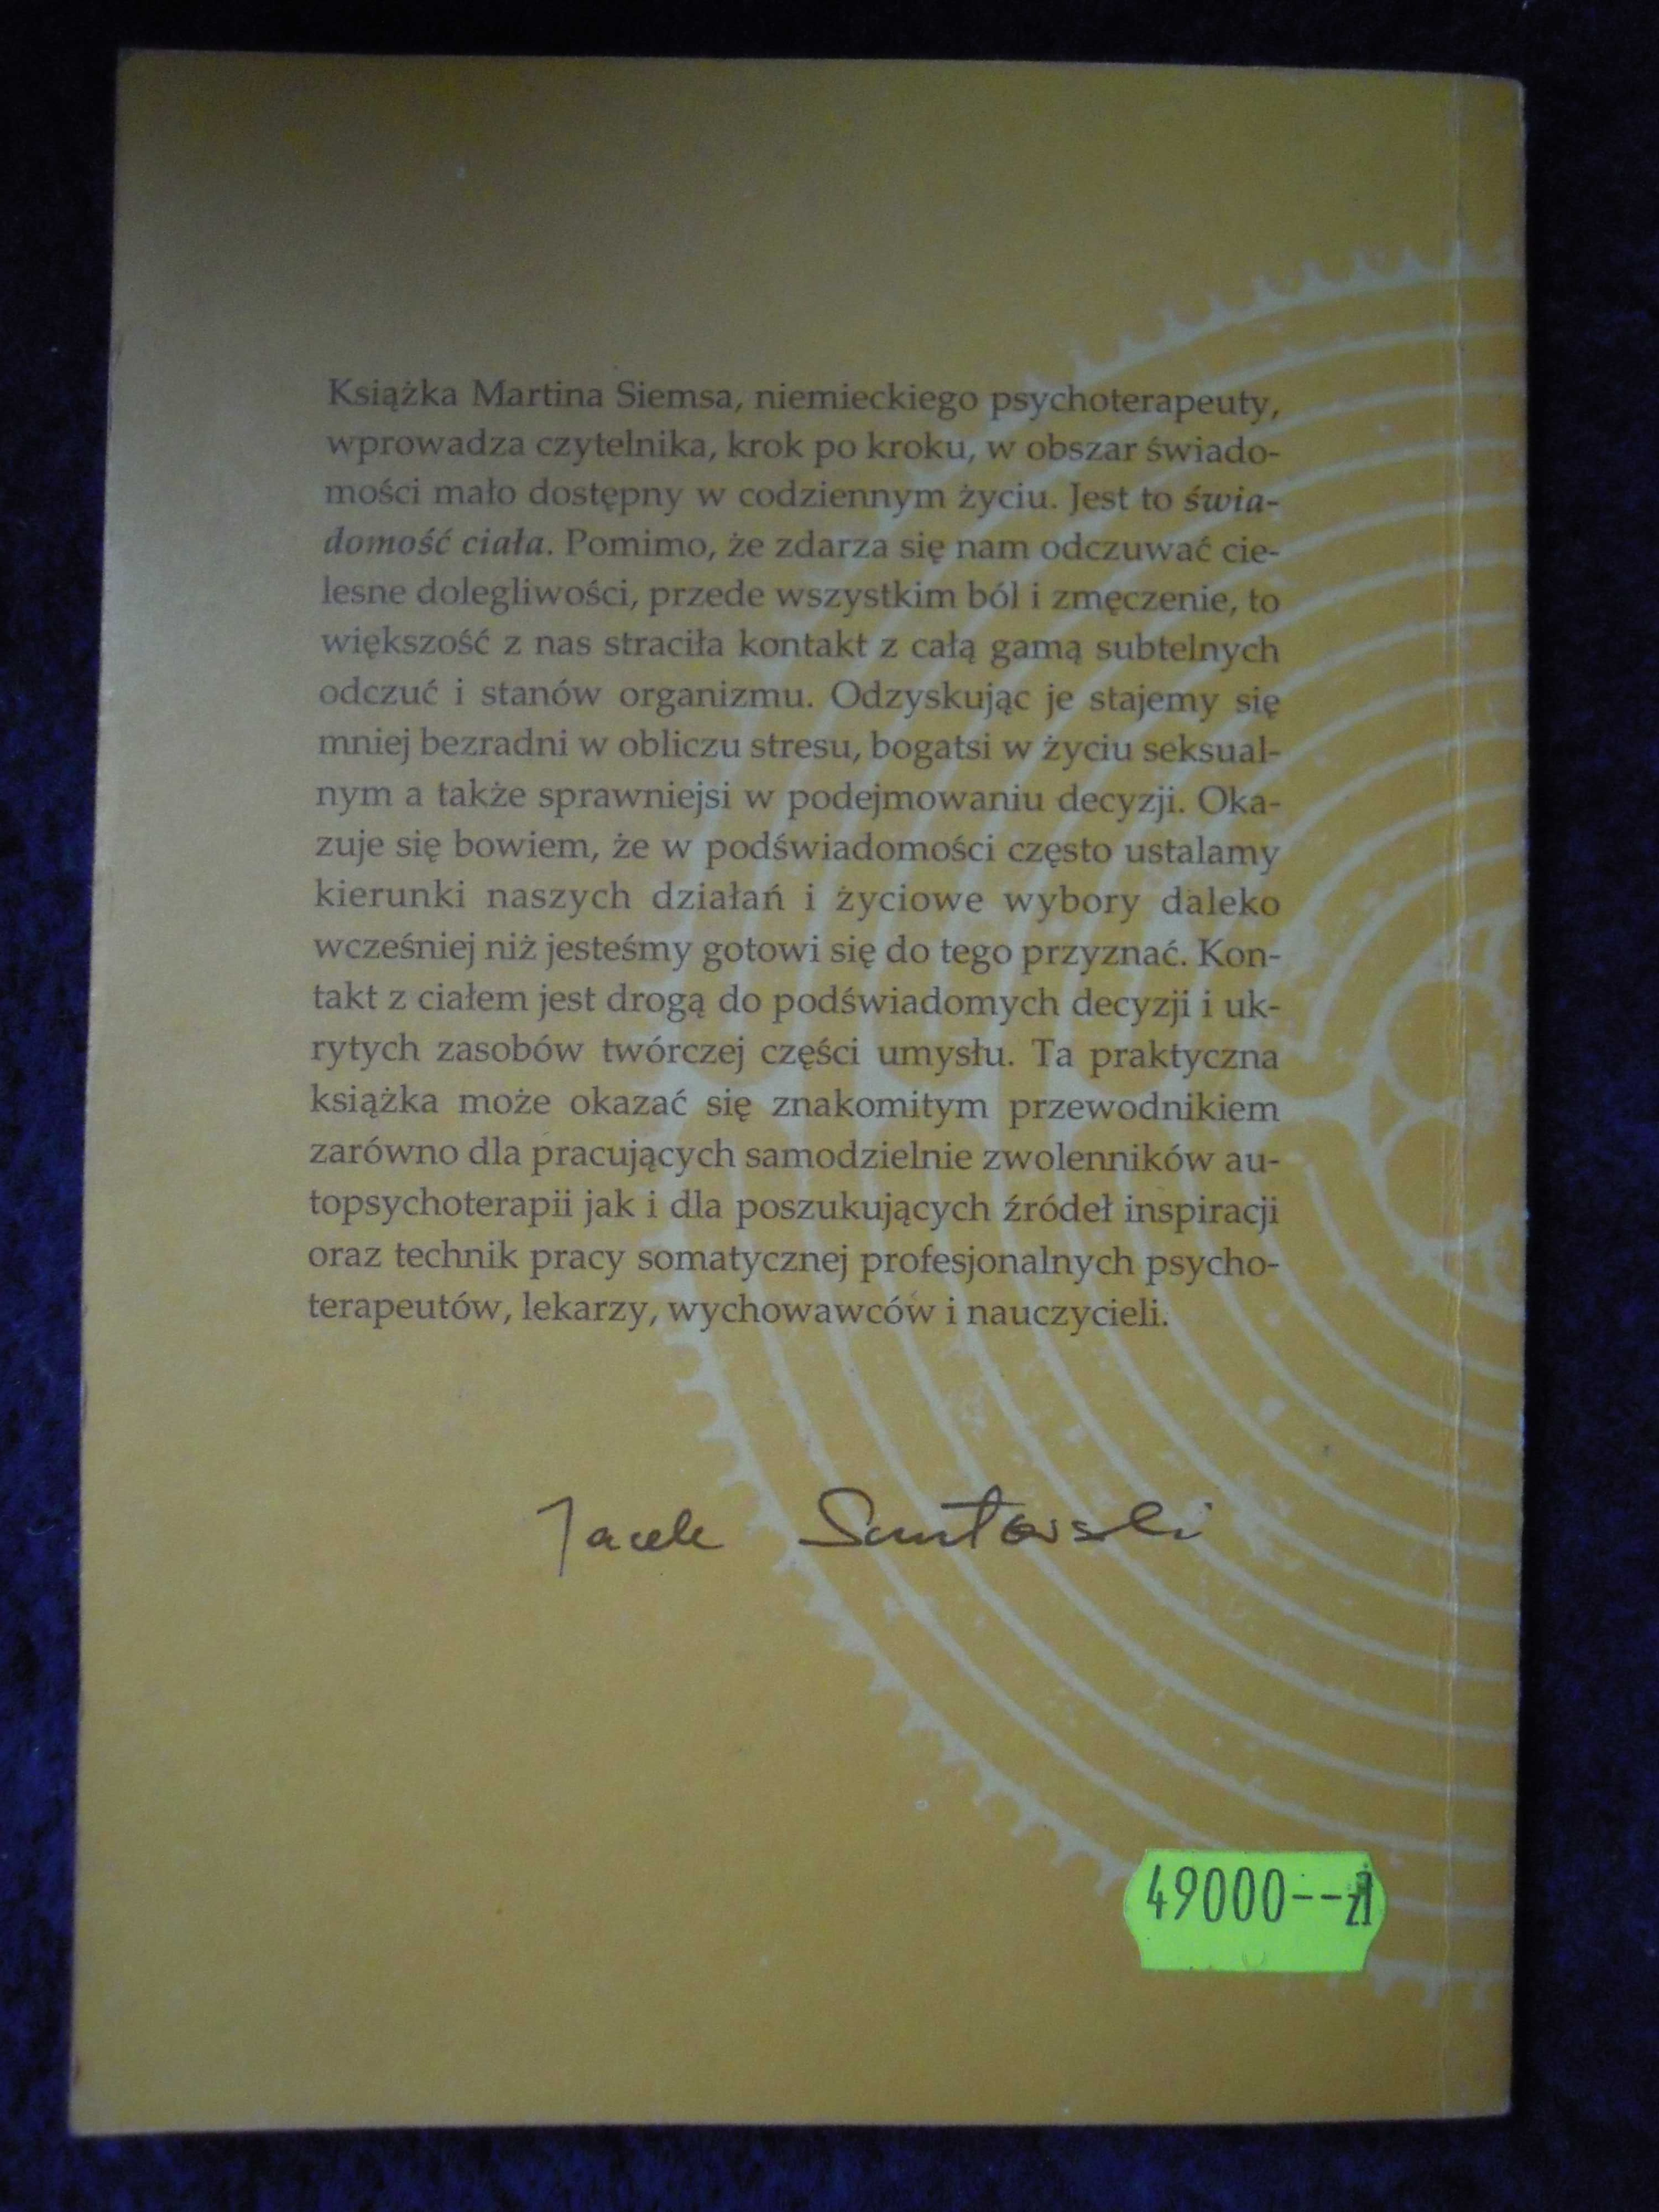 Książka Martina Siemsa, niemieckiego psychoterapeuty,
wprowadza czytelnika, krok po kroku, w obszar świado-
mości mało dostępny w codziennym życiu. Jest to świa-
domość ciała. Pomimo, że zdarza się nam odczuwać cie-
lesne dolegliwości, przede wszystkim ból i zmęczenie, to
większość z nas straciła kontakt z całą gamą subtelnych
odczuć i stanów organizmu. Odzyskując je stajemy się
mniej bezradni w obliczu stresu, bogatsi w życiu seksual-
nym a także sprawniejsi w podejmowaniu decyzji. Oka-
zuje się bowiem, że w podświadomości często ustalamy
kierunki naszych działań i życiowe wybory daleko
wcześniej niż jesteśmy gotowi się do tego przyznać. Kon-
takt z ciałem jest drogą do podświadomych decyzji i uk-
rytych zasobów twórczej części umysłu. Ta praktyczna
książka może okazać się znakomitym przewodnikiem
zarówno dla pracujących samodzielnie zwolenników au-
topsychoterapii jak i dla poszukujących źródeł inspiracji
oraz technik pracy somatycznej profesjonalnych psycho-
terapeutów, lekarzy, wychowawców i nauczycieli.
Jacek Santorski
49000--zł